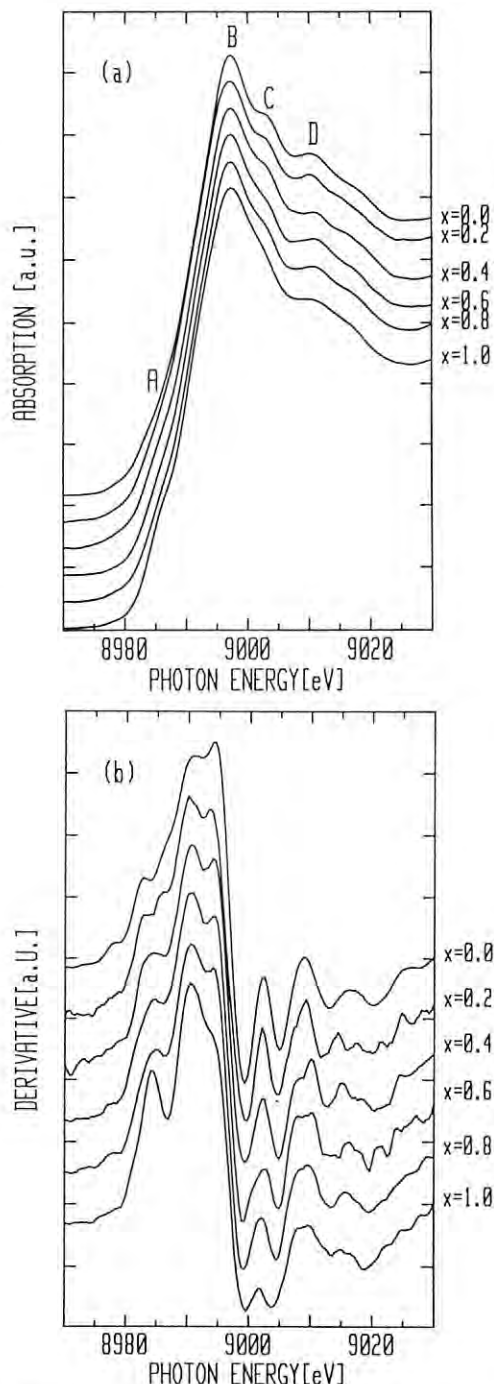 (a)
B
C
D
A
ABSORPTION [a.u.]
x=0.0
x=0.2
x=0.4
x=0.6
x=0.8
x=1.0
8980 9000 9020
PHOTON ENERGY[eV]
(b)
DERIVATIVE[a.U.]
x=0.0
x=0.2
x=0.4
x=0.6
x=0.8
x=1.0
8980 9000 9020
PHOTON ENERGY[eV]